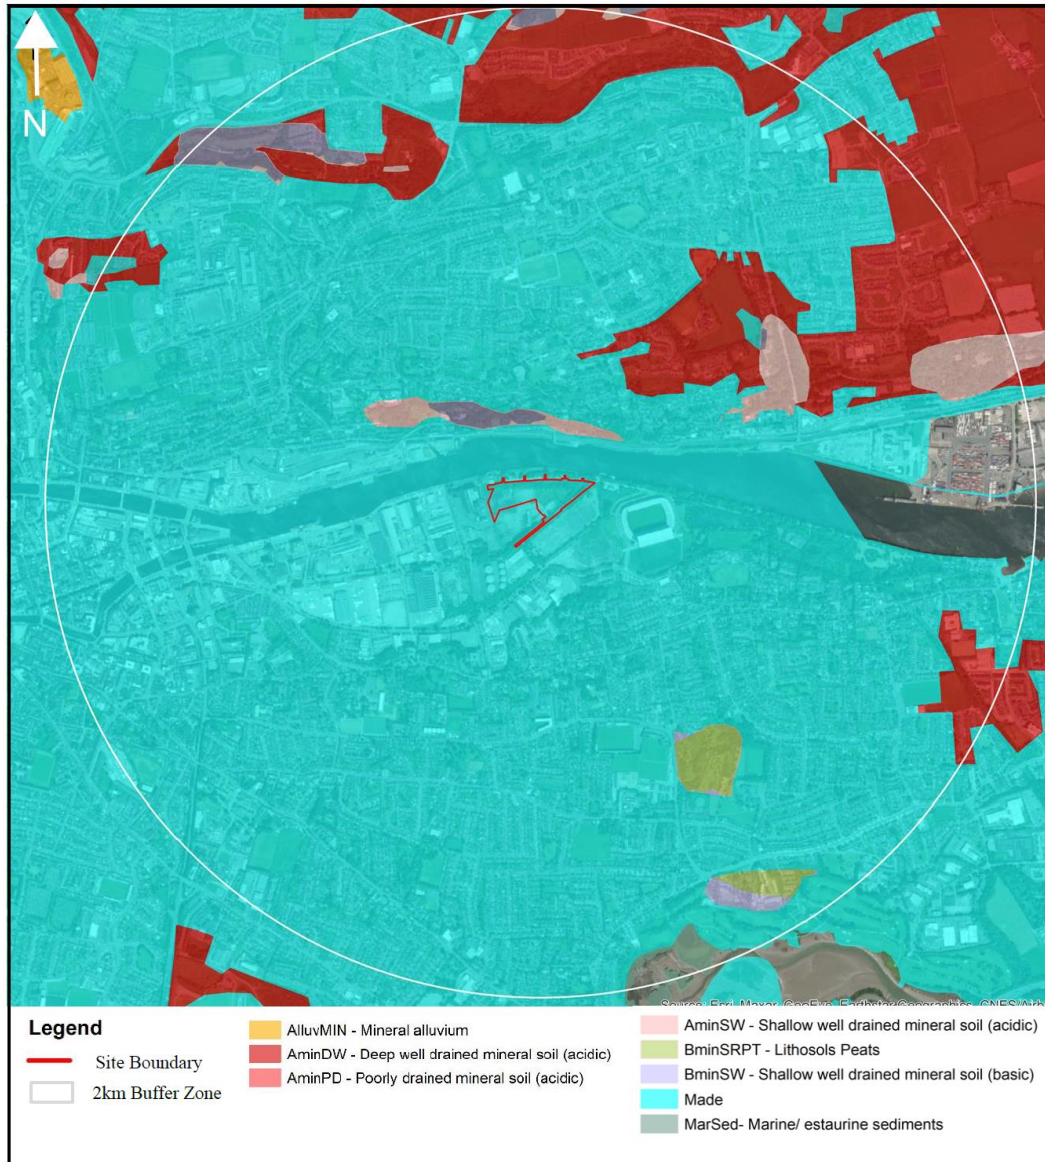 N
Source: Esri, Maxar, GeoEye, Earthstar Geographics, CNES/Airb
Legend
Site Boundary
2km Buffer Zone
AlluvMIN - Mineral alluvium
AminDW - Deep well drained mineral soil (acidic)
AminPD - Poorly drained mineral soil (acidic)
AminSW - Shallow well drained mineral soil (acidic)
BminSRPT - Lithosols Peats
BminSW - Shallow well drained mineral soil (basic)
Made
MarSed- Marine/ estaurine sediments